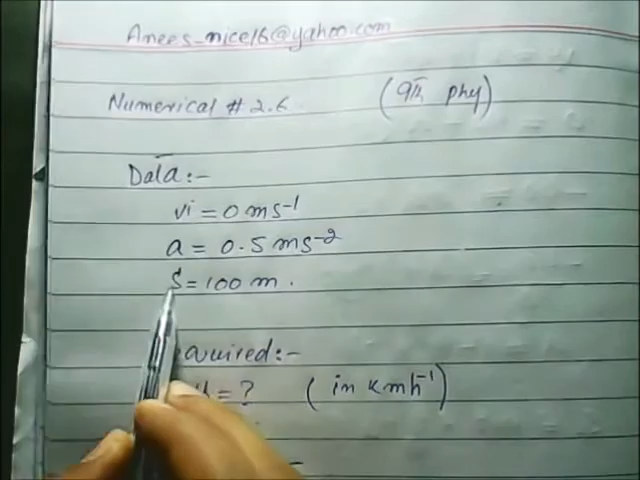 Anees_nice16@yahoo.com
Numerical # 2.6 (9th phy)
Data:-
vi = 0 ms-1
a = 0.5 ms-2
S = 100 m.
quired:-
= ? (in kmh-1)